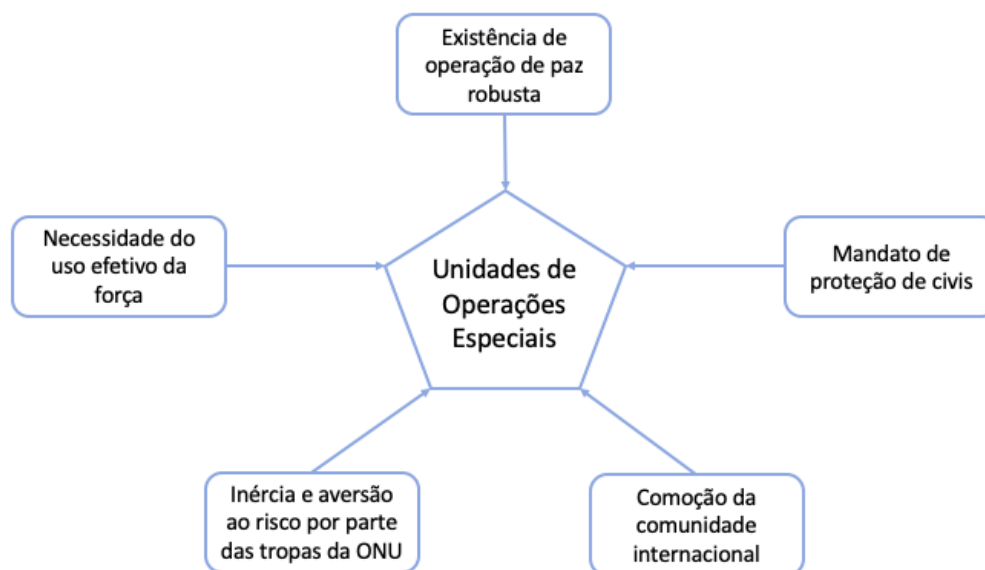 Existência de
operação de paz
robusta
Necessidade do
uso efetivo da
força
Unidades de
Operações
Especiais
Mandato de
proteção de civis
Inércia e aversão
ao risco por parte
das tropas da ONU
Comoção da
comunidade
internacional